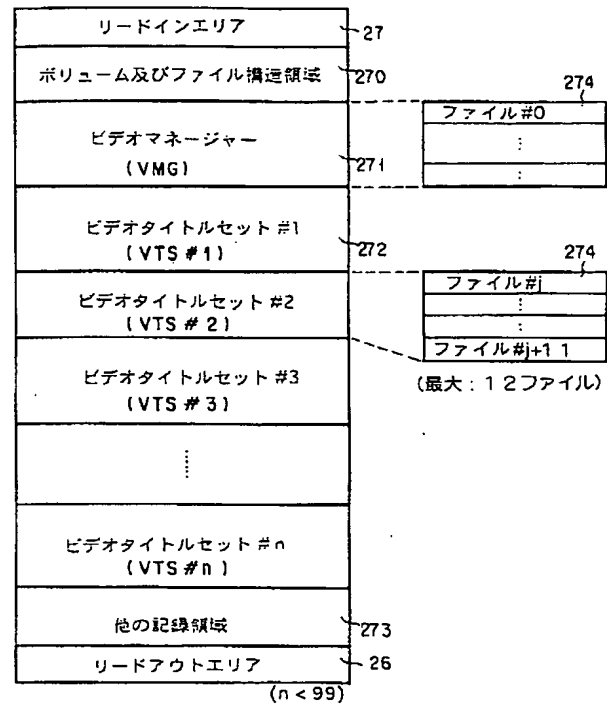 リードインエリア
27
ボリューム及びファイル構造領域
270
ビデオマネージャー
(VMG)
271
274
ファイル#0
⋮
:
ビデオタイトルセット #1
(VTS #1)
272
ビデオタイトルセット #2
(VTS # 2)
274
ファイル#j
:
:
ファイル#j+1 1
(最大 : 1 2ファイル)
ビデオタイトルセット #3
(VTS # 3)
⋮
ビデオタイトルセット #n
(VTS #n)
他の記録領域
273
リードアウトエリア
26
(n < 99)